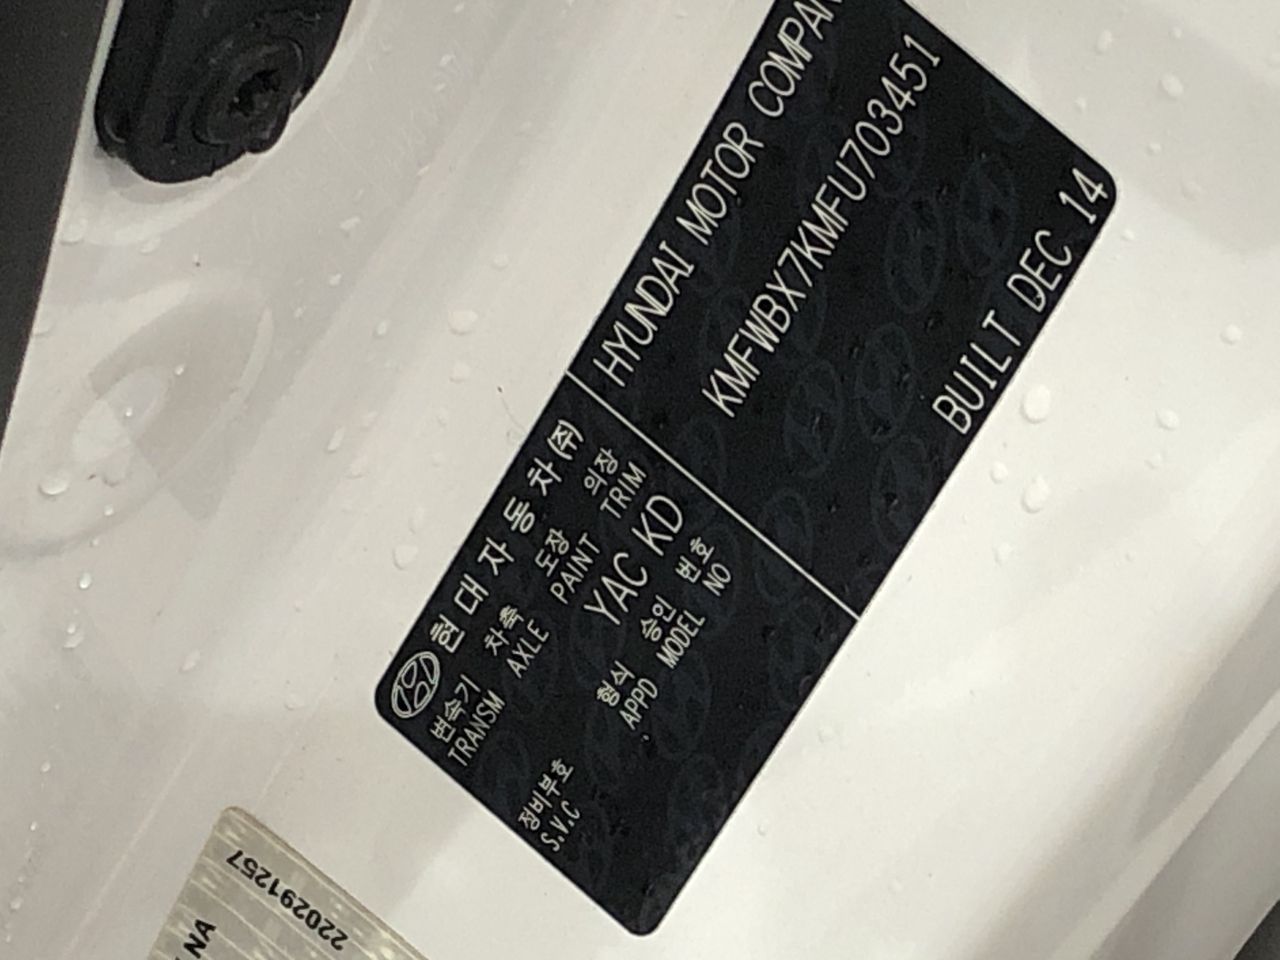 현대자동차(주)
변속기 차축 도장 의장
TRANSM AXLE PAINT TRIM
YAC KD
형식 승인 번호
APPD MODEL NO
정비부호
S.V.C
HYUNDAI MOTOR COMPAN
KMFWBX7KMFU703451
BUILT DEC 14
220291257
NA